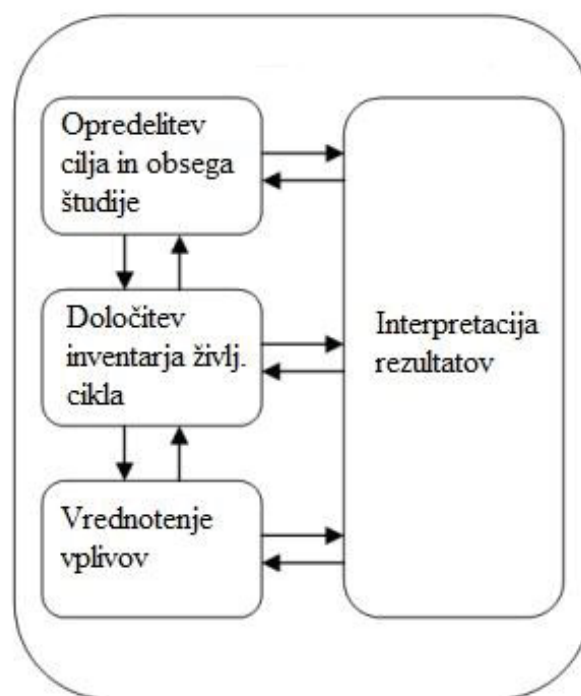 Opredelitev
cilja in obsega
študije
Določitev
inventarja življ.
cikla
Vrednotenje
vplivov
Interpretacija
rezultatov